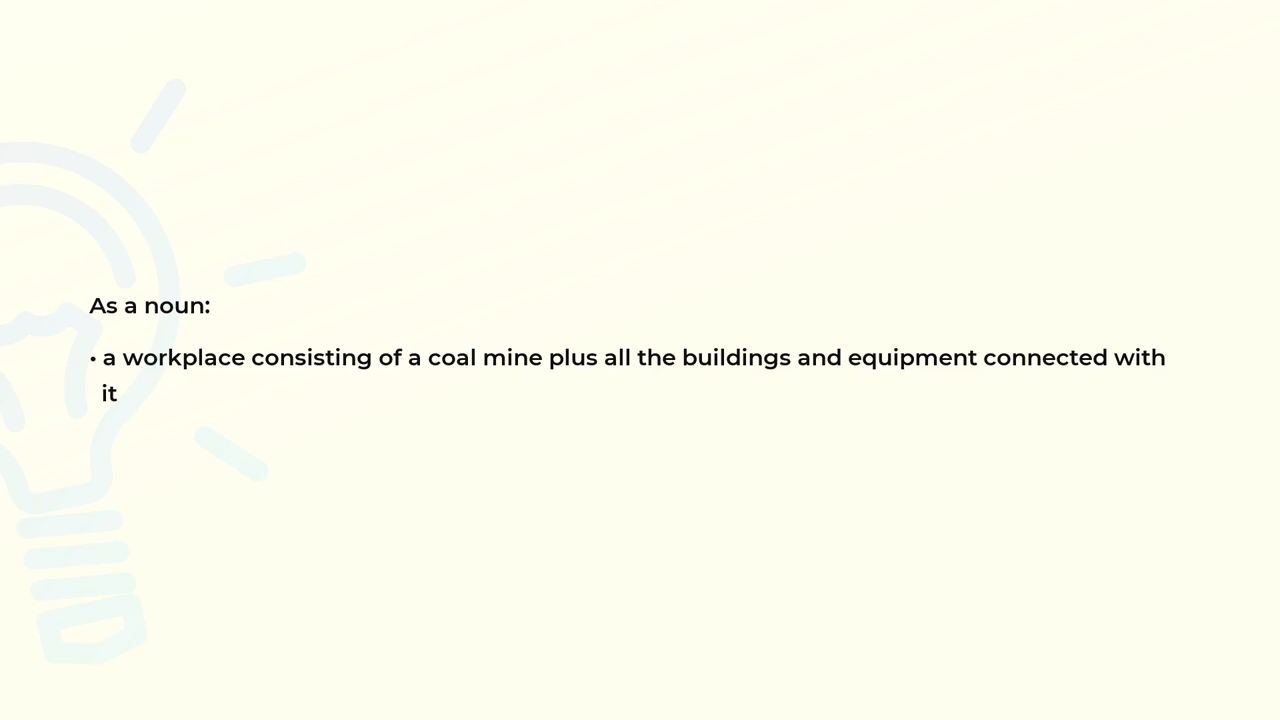 As a noun:
• a workplace consisting of a coal mine plus all the buildings and equipment connected with
it